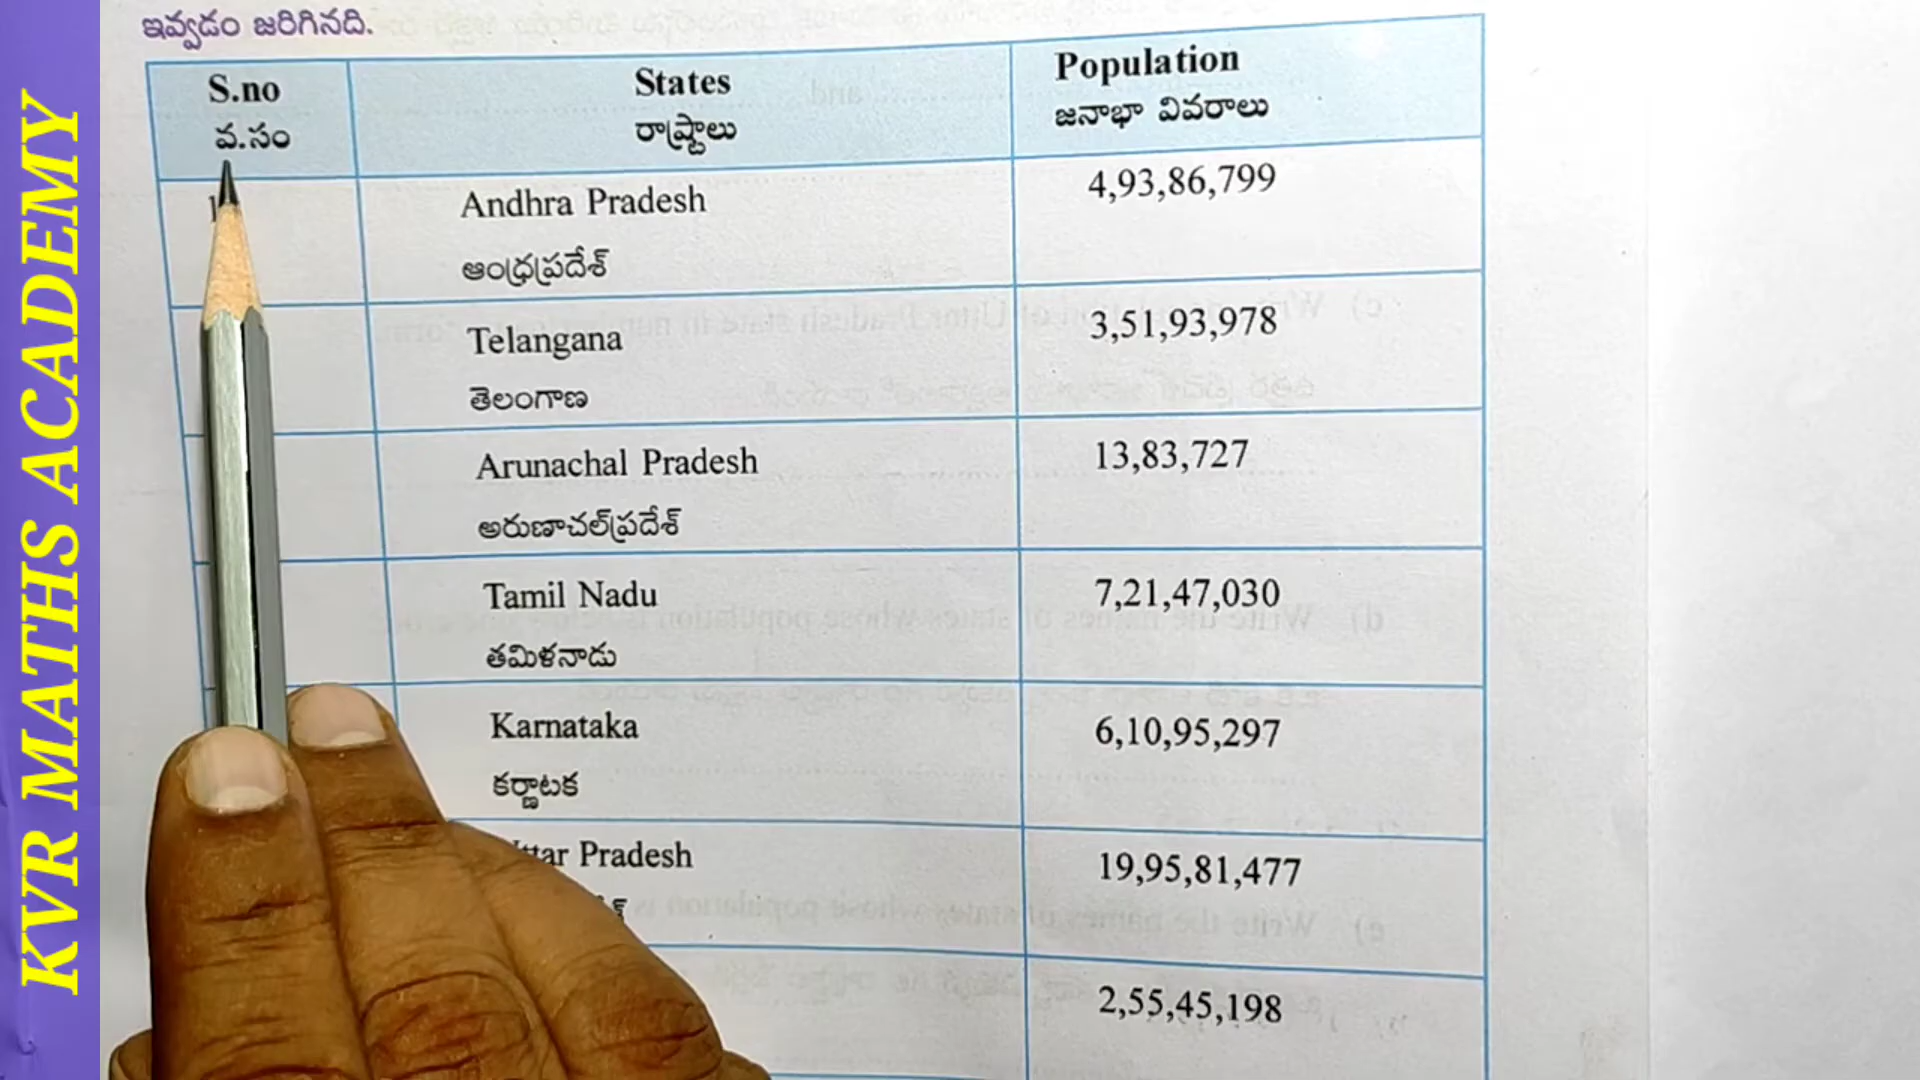 KVR MATHS ACADEMY
ఇవ్వడం జరిగినది.
S.no States Population
వ.సం రాష్ట్రాలు జనాభా వివరాలు
1 Andhra Pradesh 4,93,86,799
ఆంధ్రప్రదేశ్
Telangana 3,51,93,978
తెలంగాణ
Arunachal Pradesh 13,83,727
అరుణాచల్‌ప్రదేశ్
Tamil Nadu 7,21,47,030
తమిళనాడు
Karnataka 6,10,95,297
కర్ణాటక
Pradesh 19,95,81,477
2,55,45,198